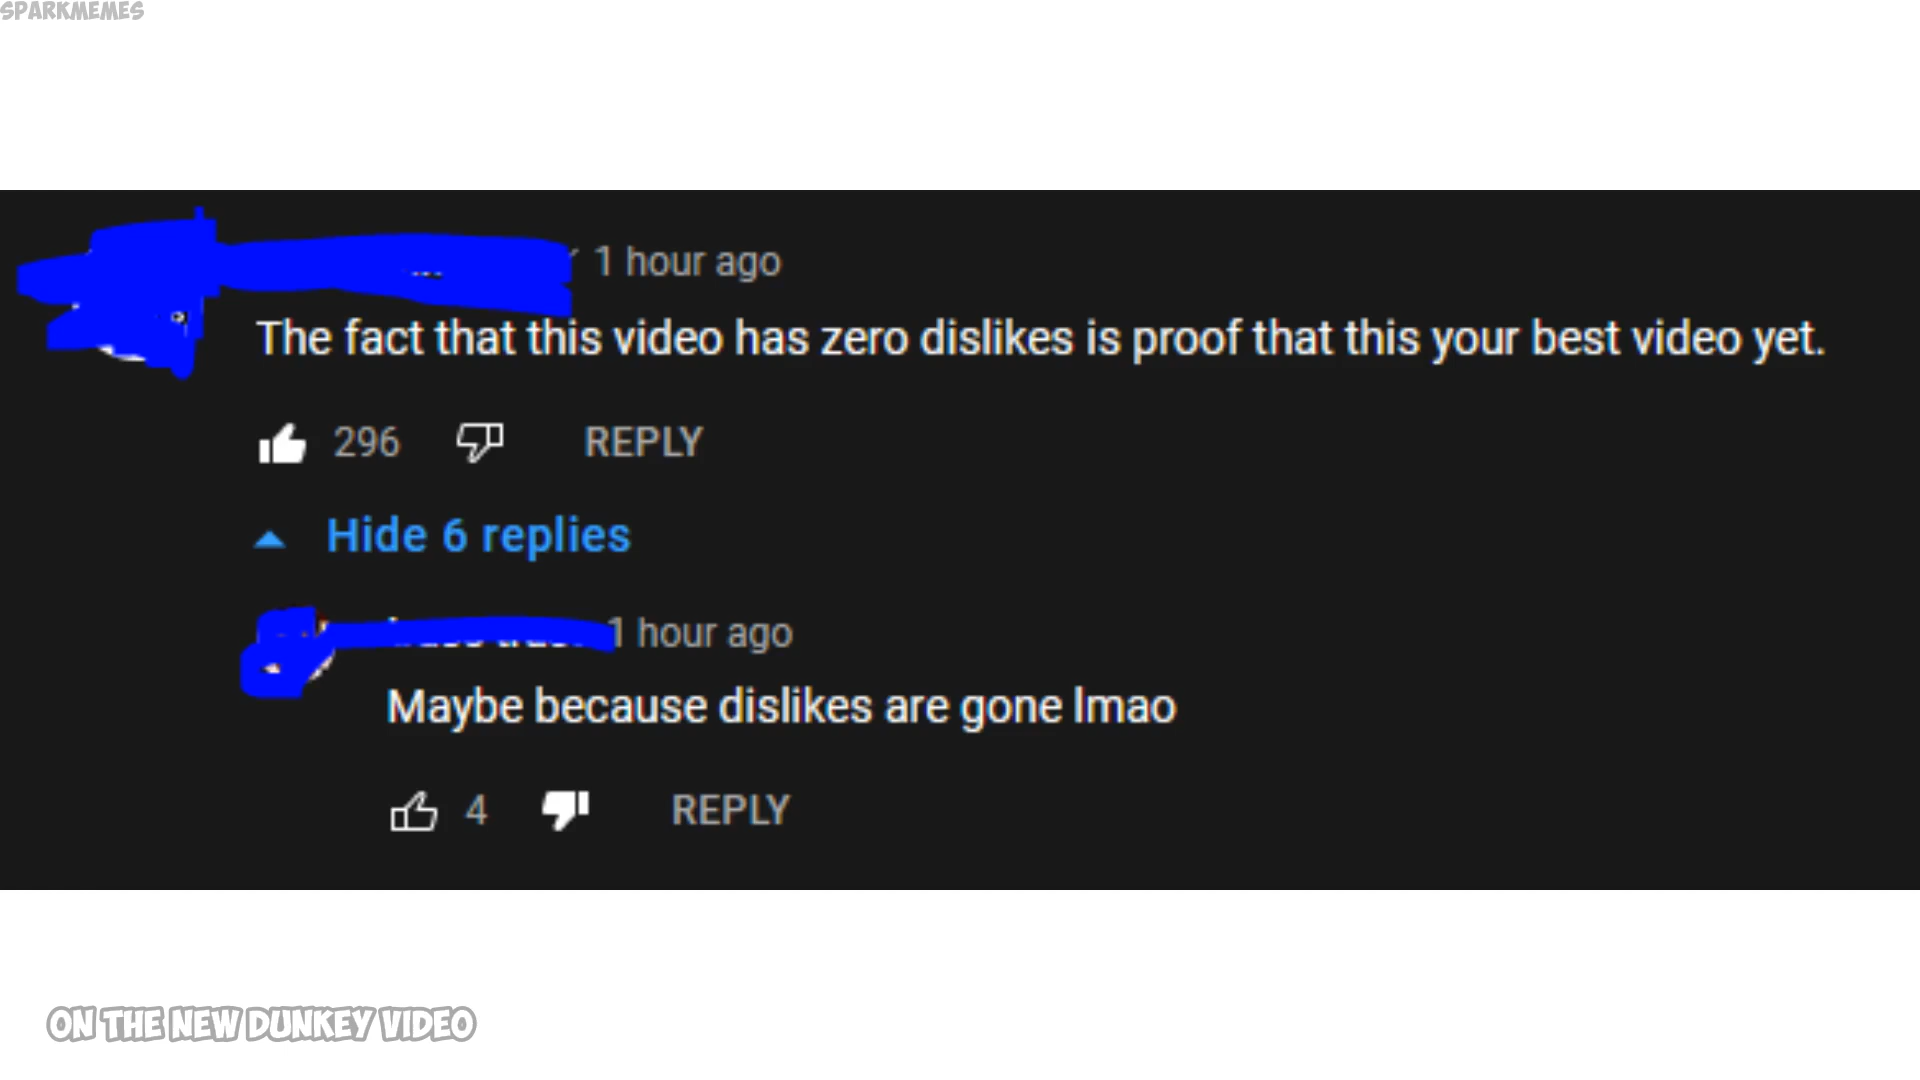 SPARKMEMES
1 hour ago
The fact that this video has zero dislikes is proof that this your best video yet.
296 REPLY
Hide 6 replies
1 hour ago
Maybe because dislikes are gone lmao
4 REPLY
ON THE NEW DUNKEY VIDEO